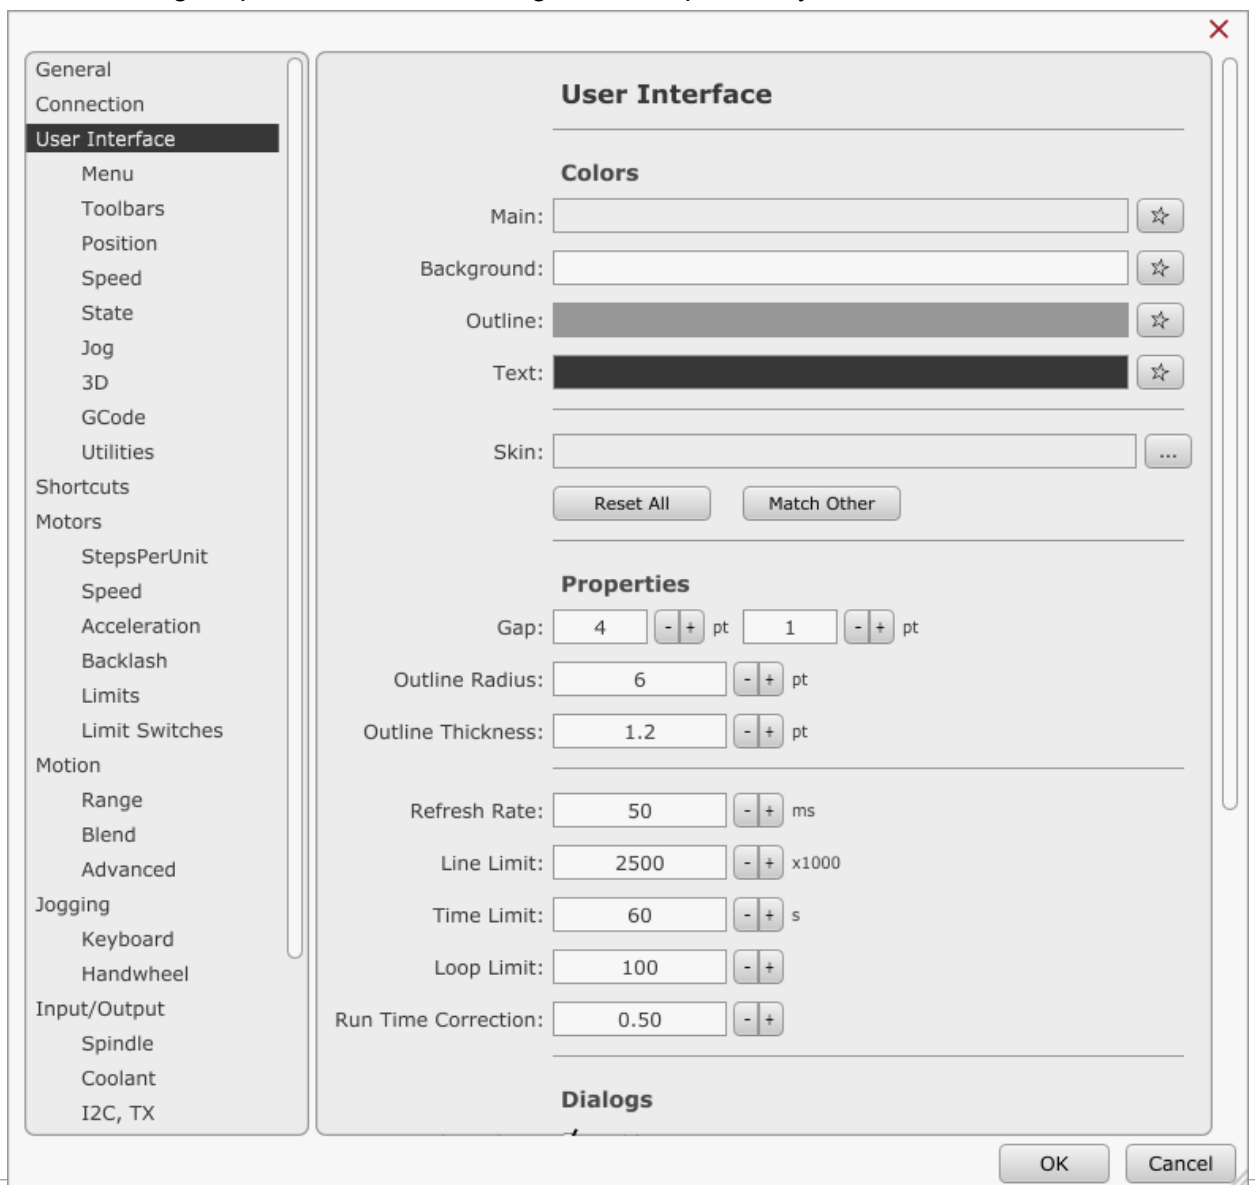 General
Connection
User Interface
Menu
Toolbars
Position
Speed
State
Jog
3D
GCode
Utilities
Shortcuts
Motors
StepsPerUnit
Speed
Acceleration
Backlash
Limits
Limit Switches
Motion
Range
Blend
Advanced
Jogging
Keyboard
Handwheel
Input/Output
Spindle
Coolant
I2C, TX
User Interface
Colors
Main:
Background:
Outline:
Text:
Skin: ...
Reset All Match Other
Properties
Gap: 4 - + pt 1 - + pt
Outline Radius: 6 - + pt
Outline Thickness: 1.2 - + pt
Refresh Rate: 50 - + ms
Line Limit: 2500 - + x1000
Time Limit: 60 - + s
Loop Limit: 100 - +
Run Time Correction: 0.50 - +
Dialogs
OK Cancel